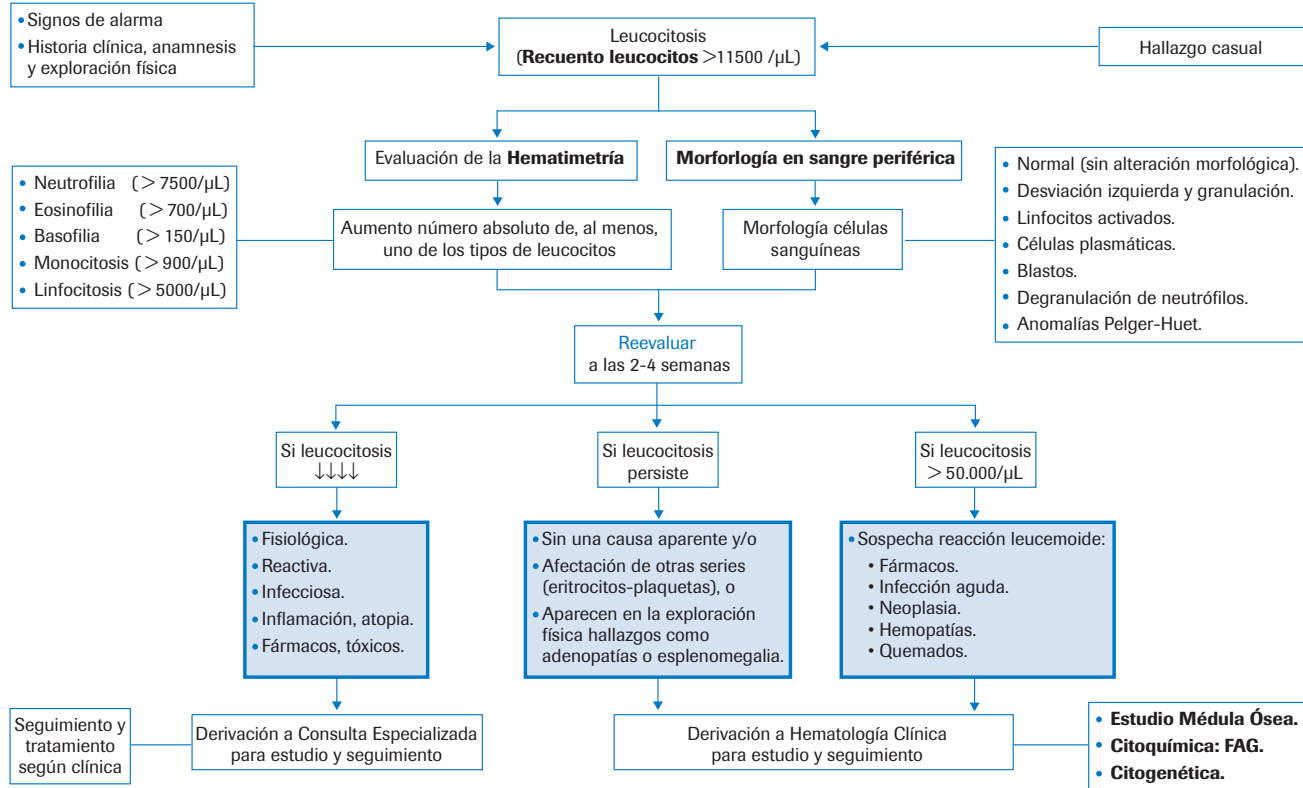 • Signos de alarma
• Historia clínica, anamnesis
y exploración física
Leucocitosis
(Recuento leucocitos >11500 /µL)
Hallazgo casual
Evaluación de la Hematimetría
Morforlogía en sangre periférica
• Neutrofilia (> 7500/µL)
• Eosinofilia (> 700/µL)
• Basofilia (> 150/µL)
• Monocitosis (> 900/µL)
• Linfocitosis (> 5000/µL)
Aumento número absoluto de, al menos,
uno de los tipos de leucocitos
Morfología células
sanguíneas
• Normal (sin alteración morfológica).
• Desviación izquierda y granulación.
• Linfocitos activados.
• Células plasmáticas.
• Blastos.
• Degranulación de neutrófilos.
• Anomalías Pelger-Huet.
Reevaluar
a las 2-4 semanas
Si leucocitosis
↓↓↓↓
Si leucocitosis
persiste
Si leucocitosis
> 50.000/µL
• Fisiológica.
• Reactiva.
• Infecciosa.
• Inflamación, atopia.
• Fármacos, tóxicos.
• Sin una causa aparente y/o
• Afectación de otras series
(eritrocitos-plaquetas), o
• Aparecen en la exploración
física hallazgos como
adenopatías o esplenomegalia.
• Sospecha reacción leucemoide:
• Fármacos.
• Infección aguda.
• Neoplasia.
• Hemopatías.
• Quemados.
Seguimiento y
tratamiento
según clínica
Derivación a Consulta Especializada
para estudio y seguimiento
Derivación a Hematología Clínica
para estudio y seguimiento
• Estudio Médula Ósea.
• Citoquímica: FAG.
• Citogenética.